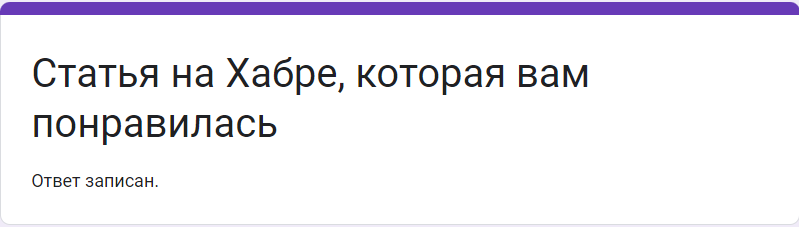 Статья на Хабре, которая вам
понравилась
Ответ записан.